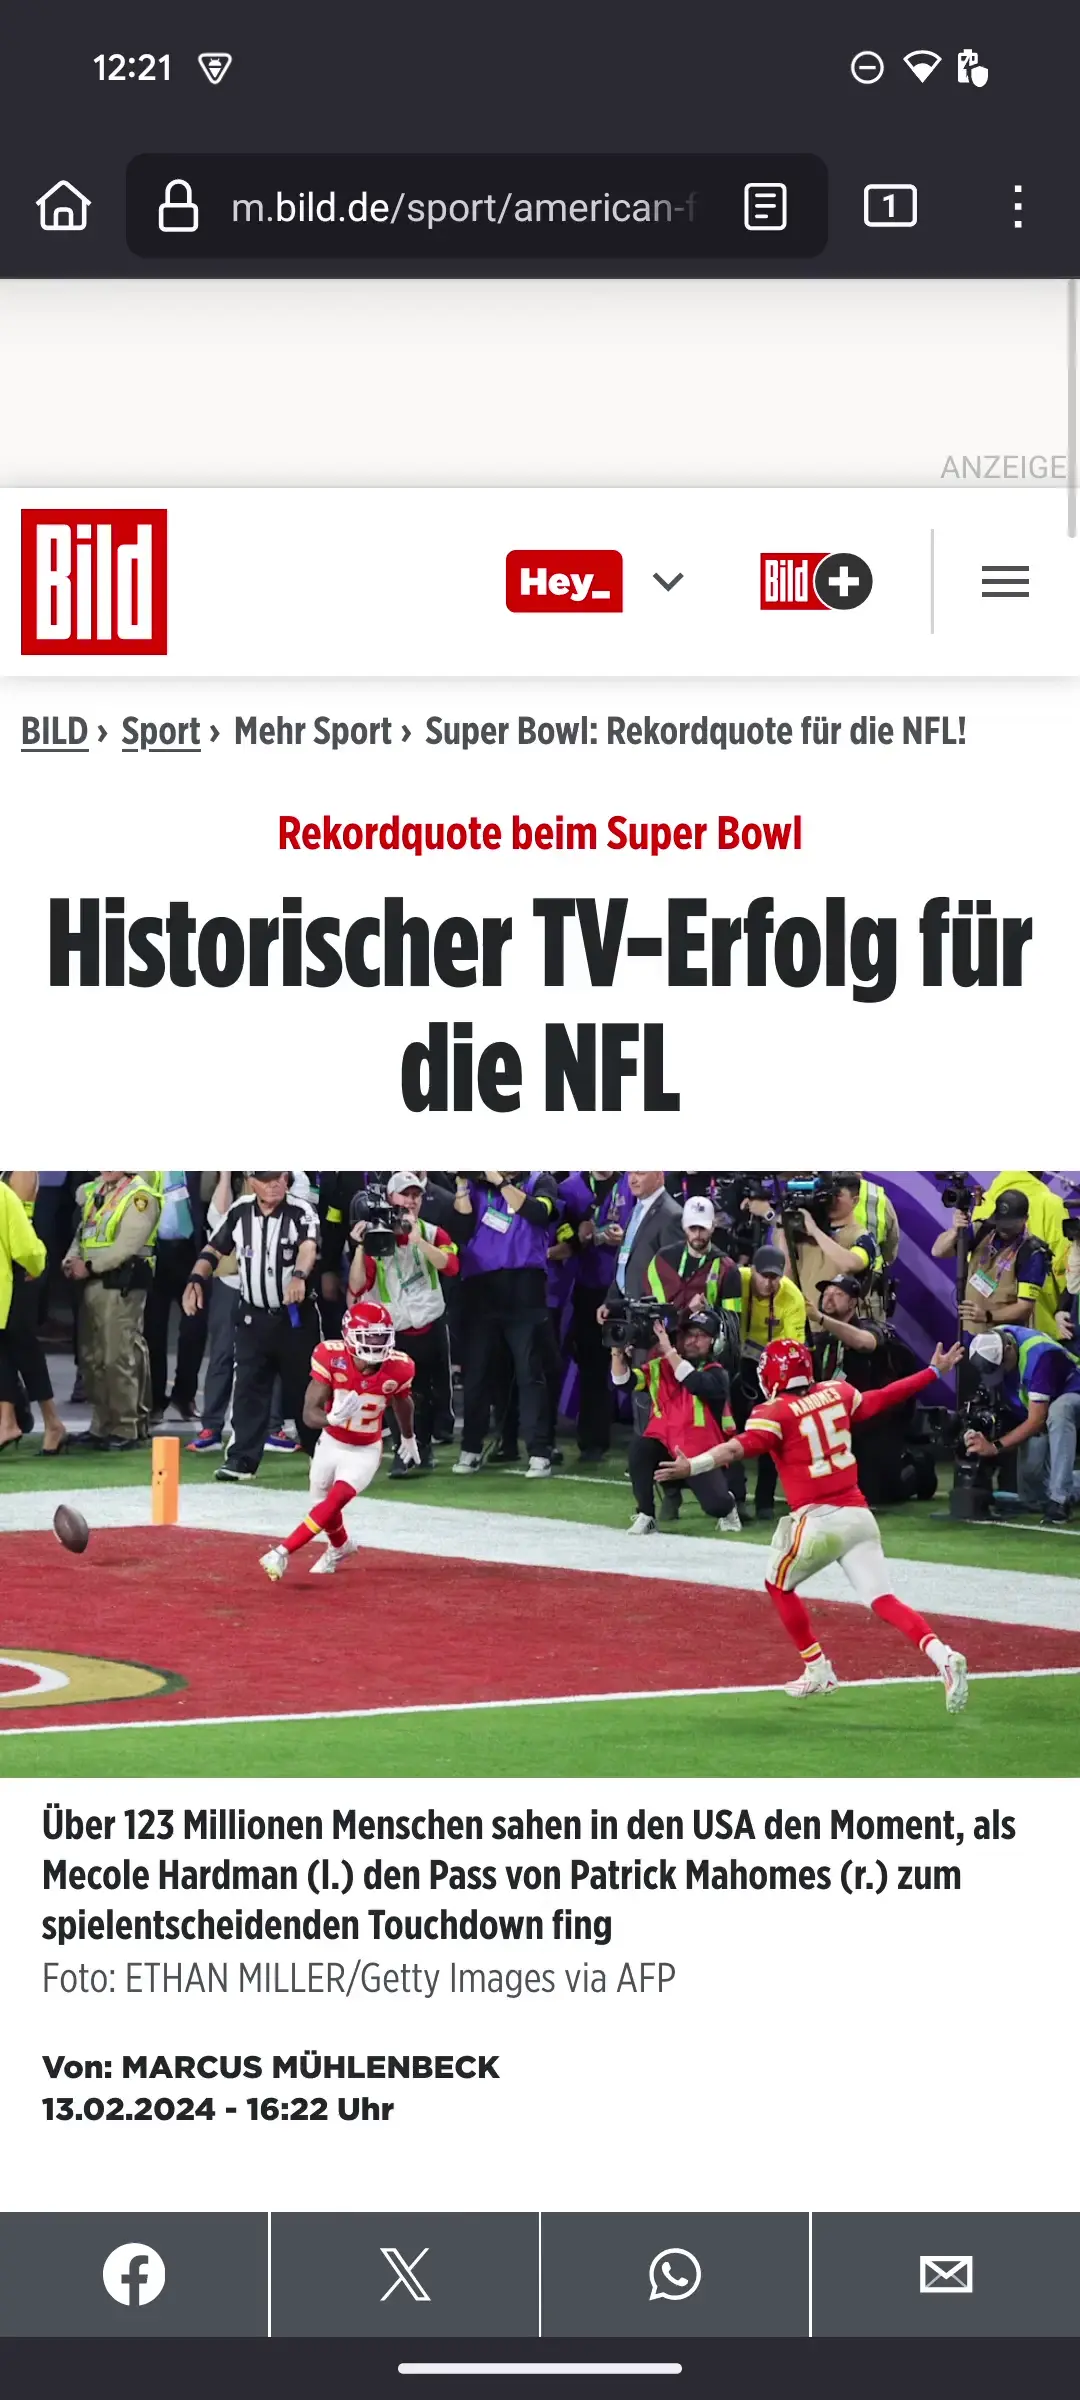 12:21
m.bild.de/sport/american-f
1
ANZEIGE
Bild
Hey_
Bild +
BILD › Sport › Mehr Sport › Super Bowl: Rekordquote für die NFL!
Rekordquote beim Super Bowl
Historischer TV-Erfolg für
die NFL
MAHOMES
15
12
Über 123 Millionen Menschen sahen in den USA den Moment, als
Mecole Hardman (l.) den Pass von Patrick Mahomes (r.) zum
spielentscheidenden Touchdown fing
Foto: ETHAN MILLER/Getty Images via AFP
Von: MARCUS MÜHLENBECK
13.02.2024 - 16:22 Uhr